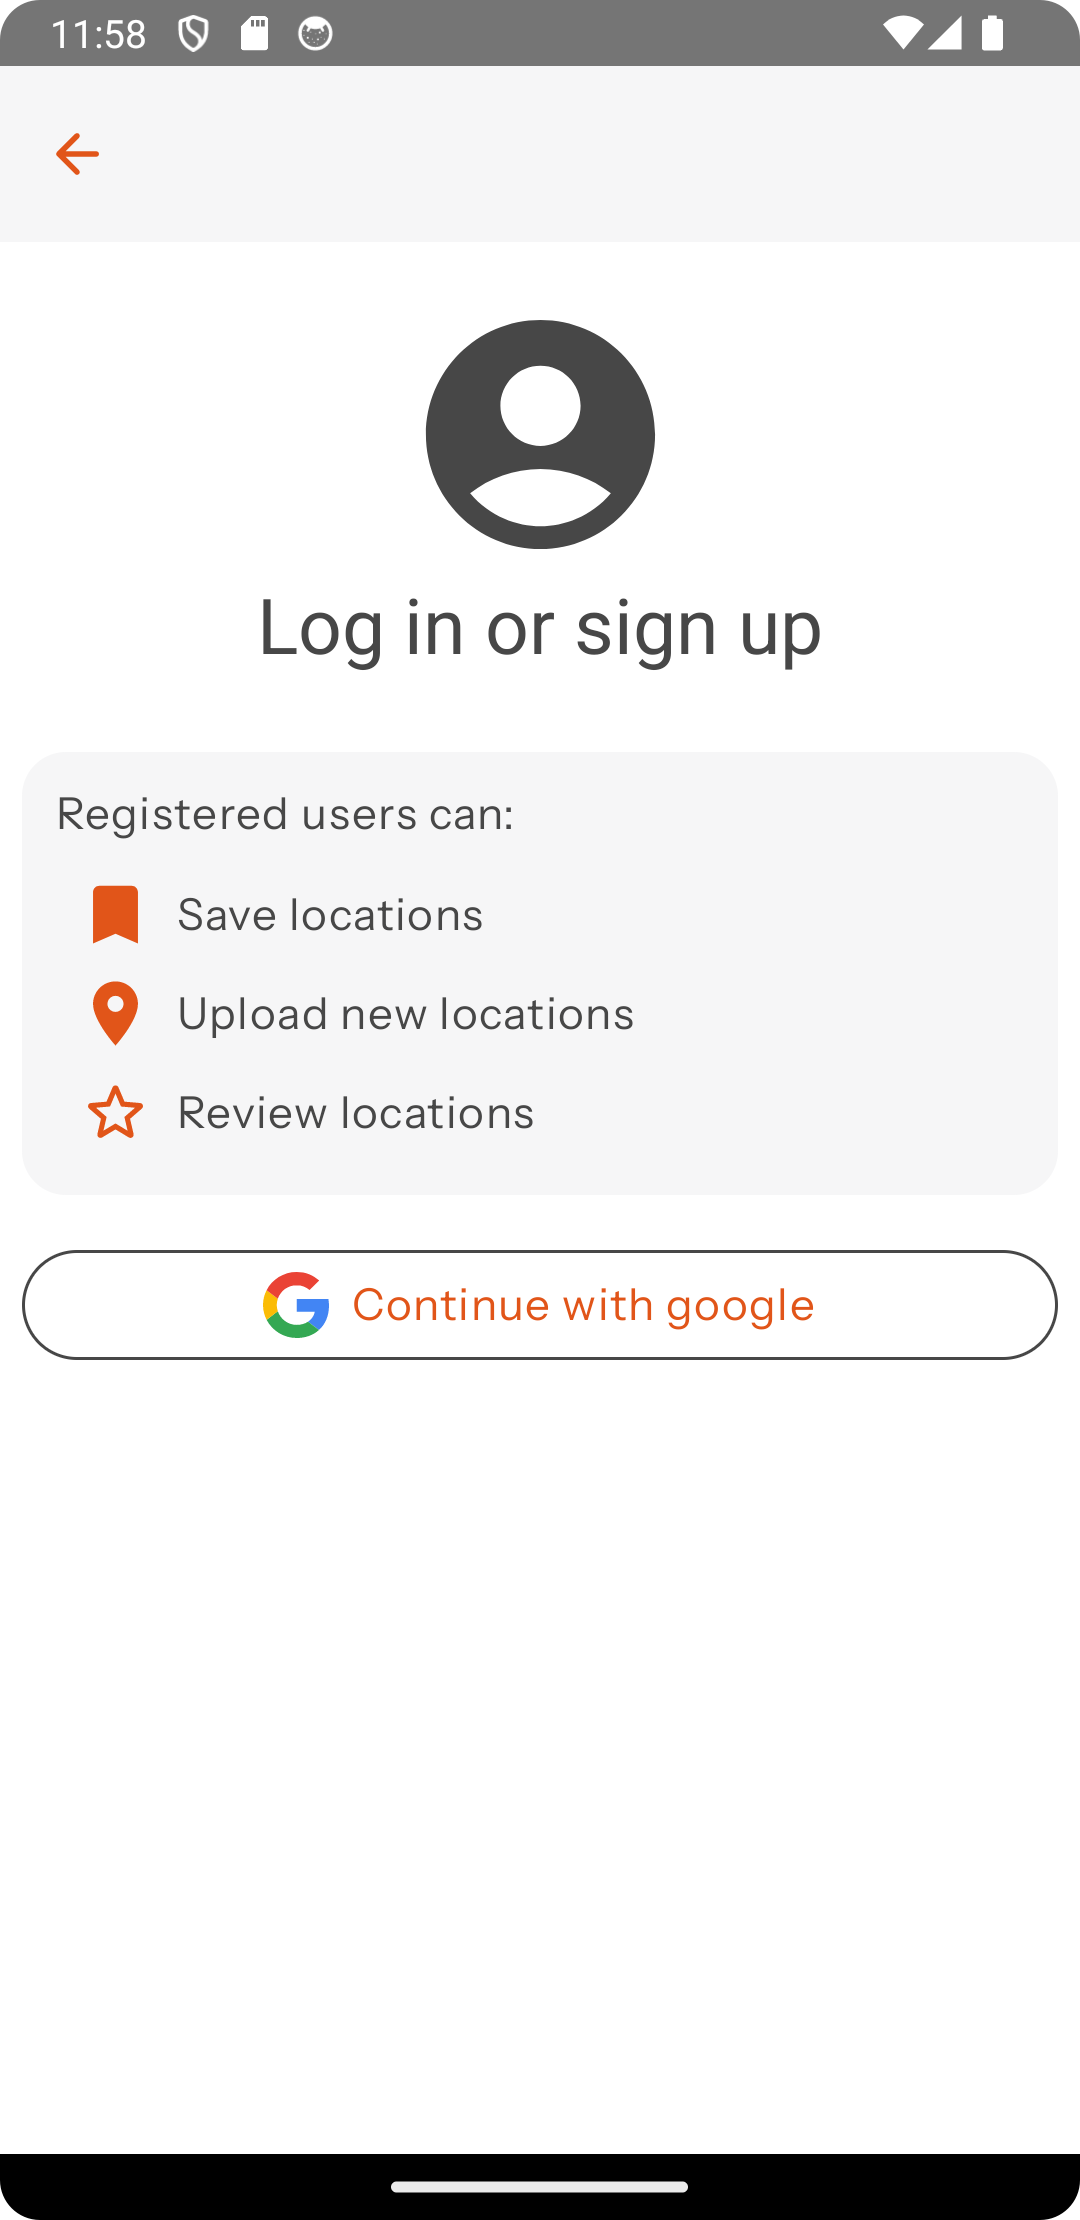 11:58
Log in or sign up
Registered users can:
Save locations
Upload new locations
Review locations
Continue with google